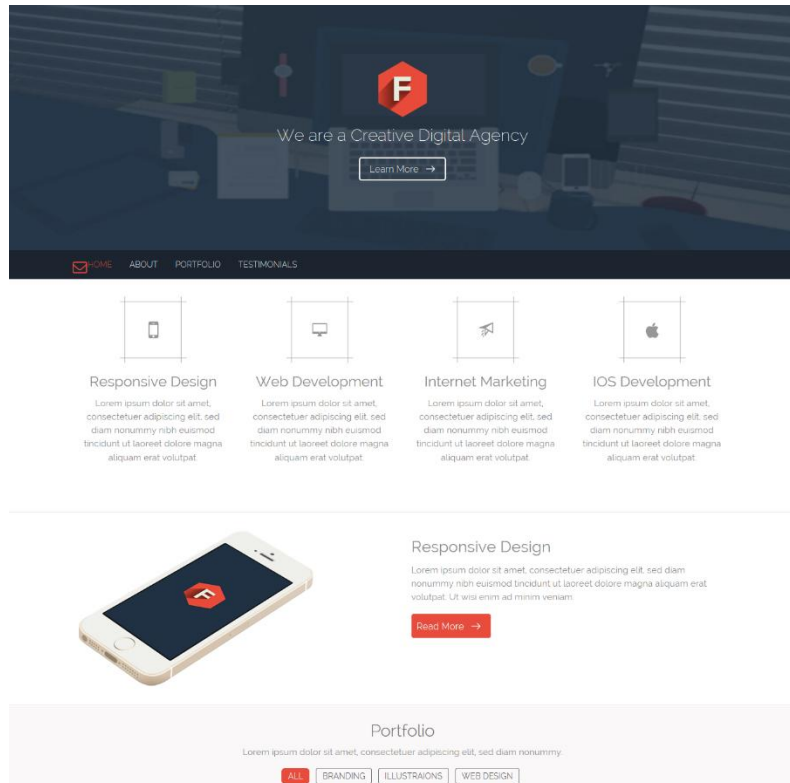 F
We are a Creative Digital Agency
Learn More →
HOME ABOUT PORTFOLIO TESTIMONIALS
Responsive Design
Lorem ipsum dolor sit amet,
consectetuer adipiscing elit, sed
diam nonummy nibh euismod
tincidunt ut laoreet dolore magna
aliquam erat volutpat.
Web Development
Lorem ipsum dolor sit amet,
consectetuer adipiscing elit, sed
diam nonummy nibh euismod
tincidunt ut laoreet dolore magna
aliquam erat volutpat.
Internet Marketing
Lorem ipsum dolor sit amet,
consectetuer adipiscing elit, sed
diam nonummy nibh euismod
tincidunt ut laoreet dolore magna
aliquam erat volutpat.
IOS Development
Lorem ipsum dolor sit amet,
consectetuer adipiscing elit, sed
diam nonummy nibh euismod
tincidunt ut laoreet dolore magna
aliquam erat volutpat.
F
Responsive Design
Lorem ipsum dolor sit amet, consectetuer adipiscing elit, sed diam
nonummy nibh euismod tincidunt ut laoreet dolore magna aliquam erat
volutpat. Ut wisi enim ad minim veniam.
Read More →
Portfolio
Lorem ipsum dolor sit amet, consectetuer adipiscing elit, sed diam nonummy.
ALL BRANDING ILLUSTRAIONS WEB DESIGN